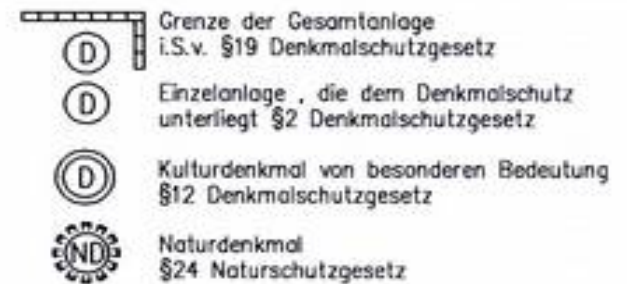 Grenze der Gesamtanlage
D i.S.v. §19 Denkmalschutzgesetz
D Einzelanlage , die dem Denkmalschutz
unterliegt §2 Denkmalschutzgesetz
D Kulturdenkmal von besonderen Bedeutung
§12 Denkmalschutzgesetz
ND Naturdenkmal
§24 Naturschutzgesetz